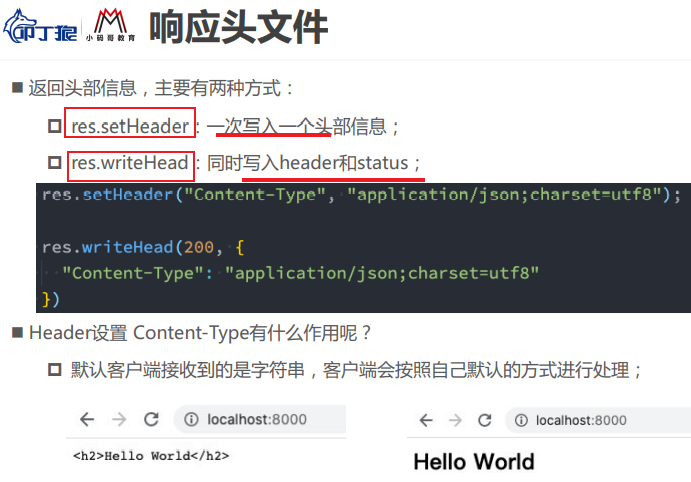 叩丁狼 小码哥教育 响应头文件
返回头部信息，主要有两种方式：
res.setHeader：一次写入一个头部信息；
res.writeHead：同时写入header和status；
res.setHeader("Content-Type", "application/json;charset=utf8");
res.writeHead(200, {
"Content-Type": "application/json;charset=utf8"
})
Header设置 Content-Type有什么作用呢？
默认客户端接收到的是字符串，客户端会按照自己默认的方式进行处理；
localhost:8000
<h2>Hello World</h2>
localhost:8000
Hello World